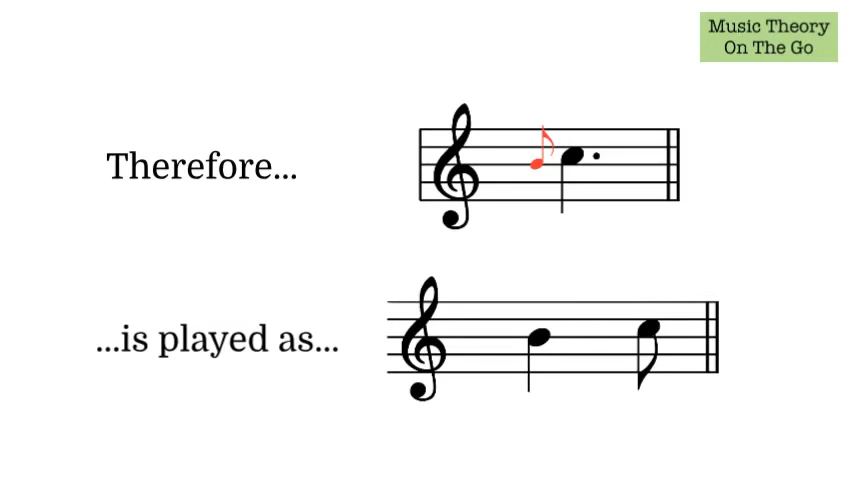 Music Theory
On The Go
Therefore...
...is played as...